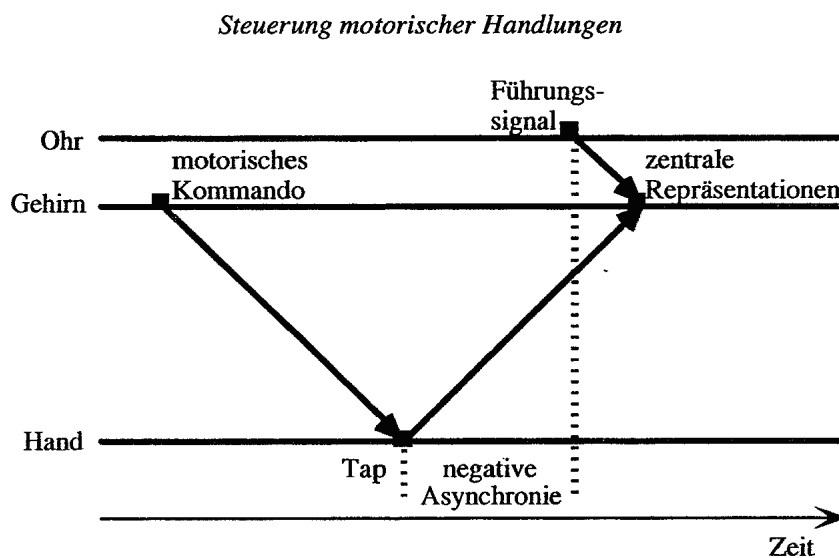 Steuerung motorischer Handlungen
Führungs-
signal
Ohr
motorisches
Kommando
zentrale
Repräsentationen
Gehirn
Hand
Tap
negative
Asynchronie
Zeit